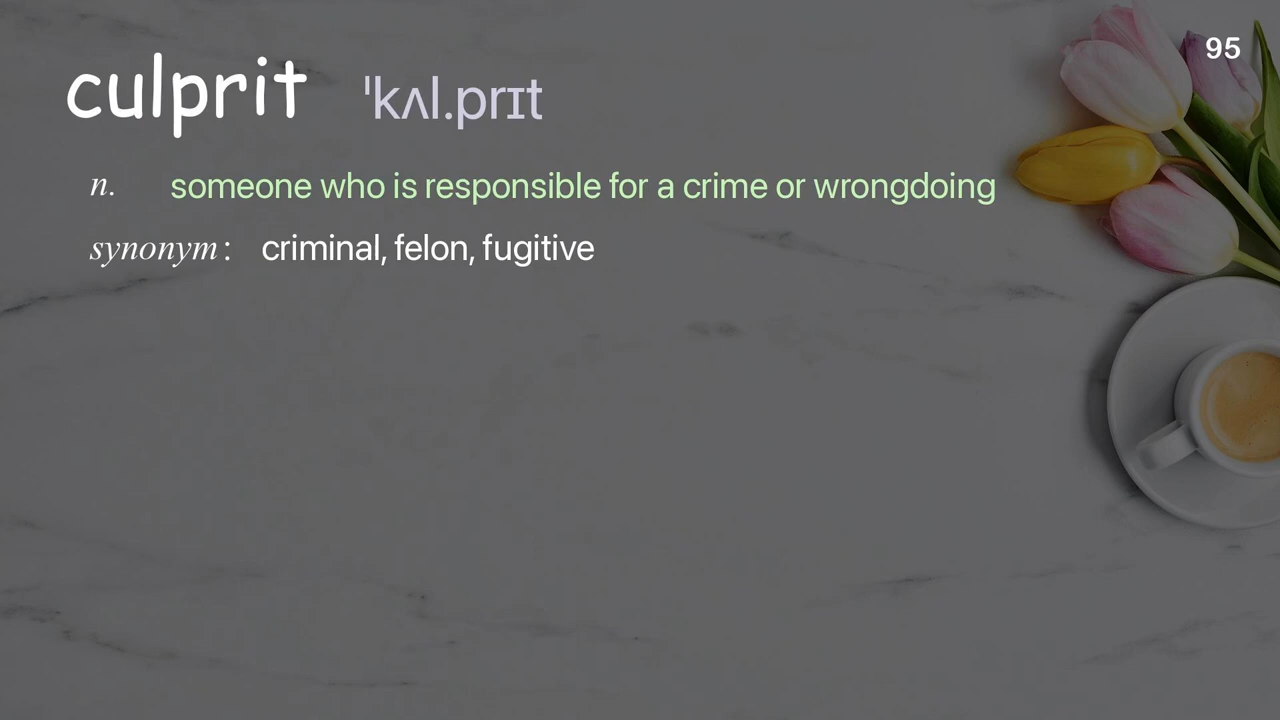 95
culprit ˈkʌl.prɪt
n. someone who is responsible for a crime or wrongdoing
synonym: criminal, felon, fugitive